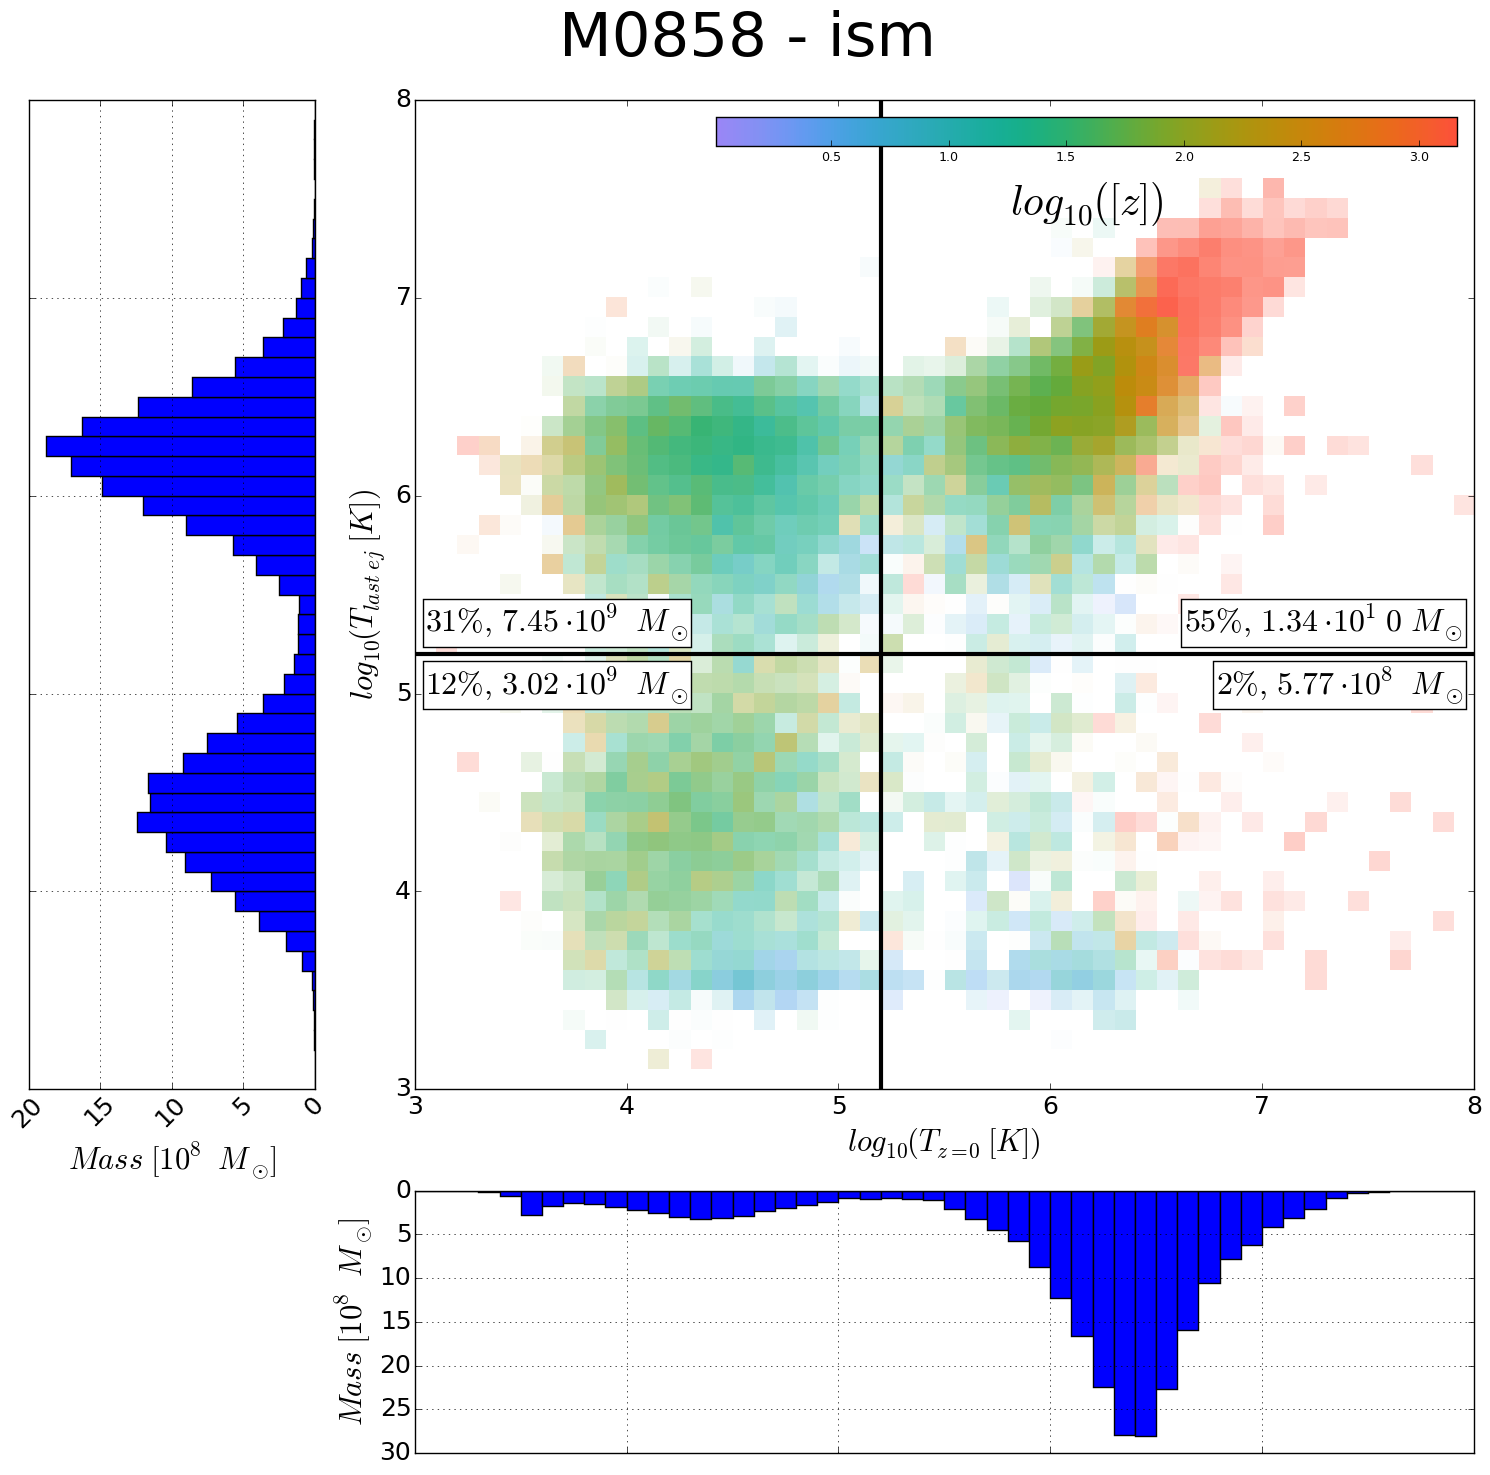 M0858 - ism
0.5 1.0 1.5 2.0 2.5 3.0
log10([z])
8
7
6
5
4
3
log10(Tlast ej [K])
31%, 7.45·10^9 M⊙
55%, 1.34·10^1 0 M⊙
12%, 3.02·10^9 M⊙
2%, 5.77·10^8 M⊙
20 15 10 5 0
Mass [10^8 M⊙]
3 4 5 6 7 8
log10(Tz=0 [K])
0
5
10
15
20
25
30
Mass [10^8 M⊙]